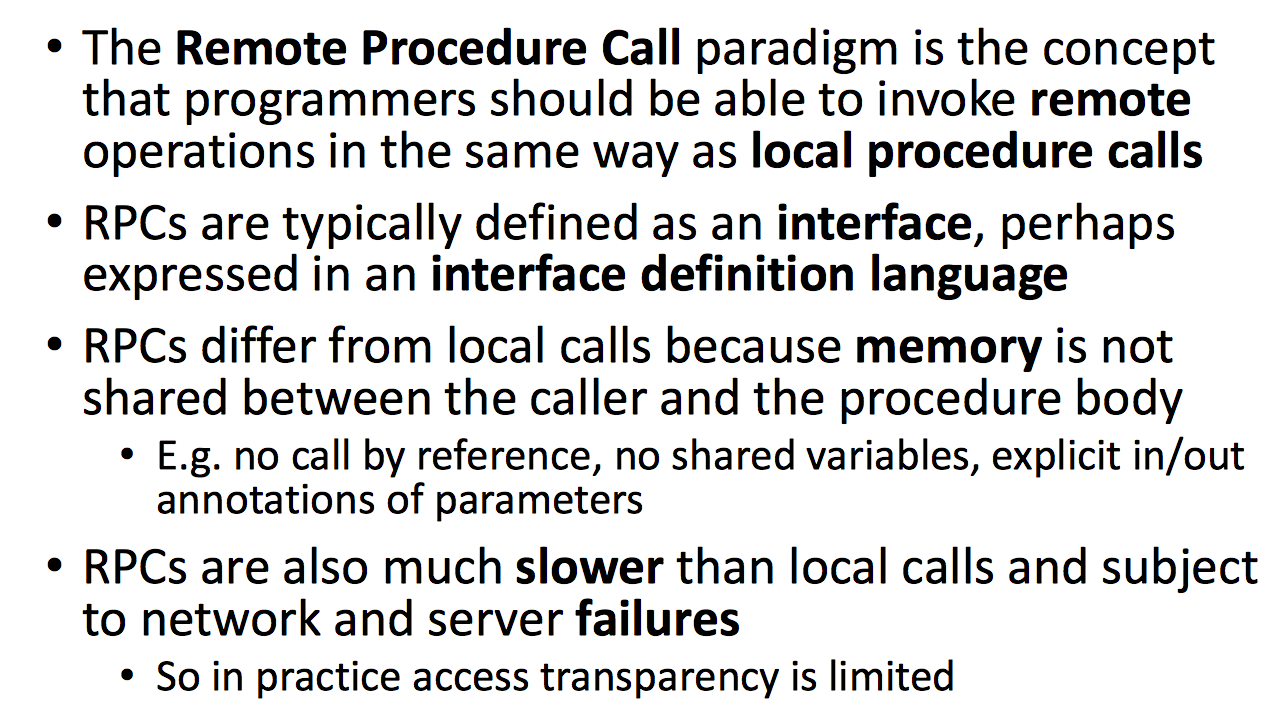 • The Remote Procedure Call paradigm is the concept
that programmers should be able to invoke remote
operations in the same way as local procedure calls
• RPCs are typically defined as an interface, perhaps
expressed in an interface definition language
• RPCs differ from local calls because memory is not
shared between the caller and the procedure body
• E.g. no call by reference, no shared variables, explicit in/out
annotations of parameters
• RPCs are also much slower than local calls and subject
to network and server failures
• So in practice access transparency is limited